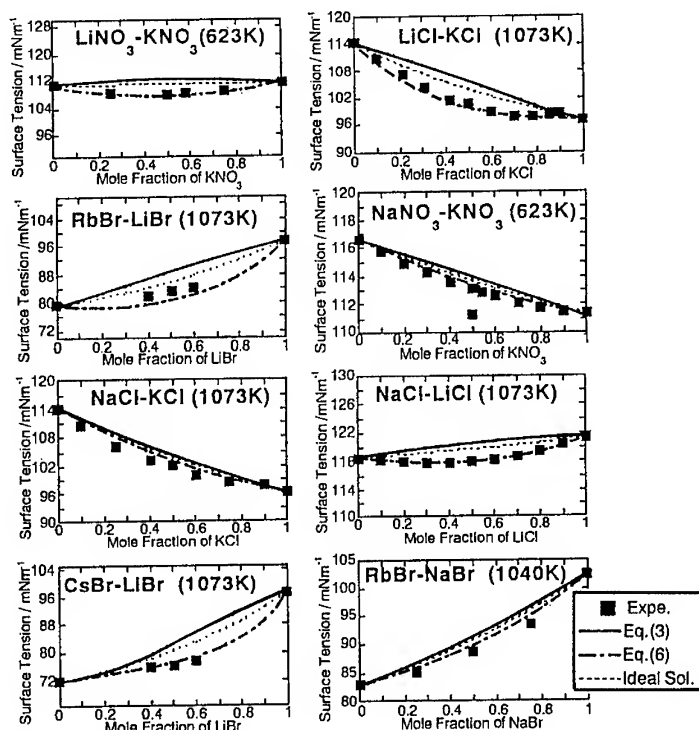 LiNO3-KNO3(623K)
Surface Tension /mNm-1
128
120
112
104
96
0 0.2 0.4 0.6 0.8 1
Mole Fraction of KNO3
LiCl-KCl (1073K)
Surface Tension /mNm-1
120
114
108
102
96
0 0.2 0.4 0.6 0.8 1
Mole Fraction of KCl
RbBr-LiBr (1073K)
Surface Tension /mNm-1
104
96
88
80
72
0 0.2 0.4 0.6 0.8 1
Mole Fraction of LiBr
NaNO3-KNO3 (623K)
Surface Tension /mNm-1
120
118
116
114
112
110
0 0.2 0.4 0.6 0.8 1
Mole Fraction of KNO3
NaCl-KCl (1073K)
Surface Tension /mNm-1
120
114
108
102
96
90
0 0.2 0.4 0.6 0.8 1
Mole Fraction of KCl
NaCl-LiCl (1073K)
Surface Tension /mNm-1
131
128
125
122
118
113
110
0 0.2 0.4 0.6 0.8 1
Mole Fraction of LiCl
CsBr-LiBr (1073K)
Surface Tension /mNm-1
104
96
88
80
72
0 0.2 0.4 0.6 0.8 1
Mole Fraction of LiBr
RbBr-NaBr (1040K)
Surface Tension /mNm-1
105
100
95
90
85
80
0 0.2 0.4 0.6 0.8 1
Mole Fraction of NaBr
Expe.
Eq.(3)
Eq.(6)
Ideal Sol.